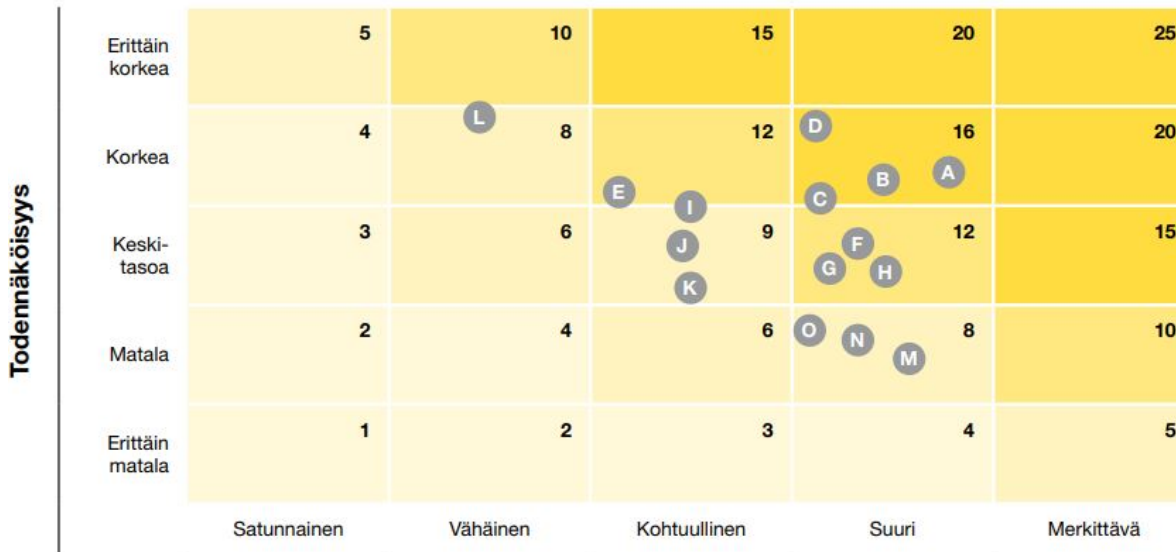 Todennäköisyys
Erittäin
korkea
5
10
15
20
25
Korkea
4
L
8
12
D
16
20
E
B
A
C
I
Keski-
tasoa
3
6
J
9
F
12
15
G
H
K
Matala
2
4
6
O
N
M
8
10
Erittäin
matala
1
2
3
4
5
Satunnainen
Vähäinen
Kohtuullinen
Suuri
Merkittävä